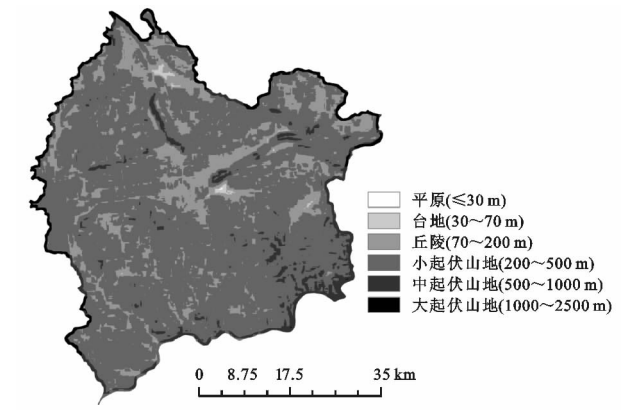 平原(≤30 m)
台地(30～70 m)
丘陵(70～200 m)
小起伏山地(200～500 m)
中起伏山地(500～1000 m)
大起伏山地(1000～2500 m)
0 8.75 17.5 35 km